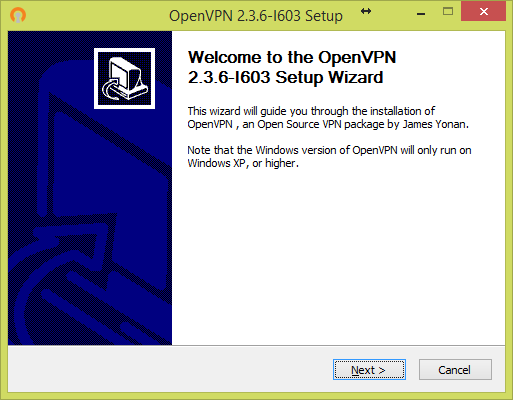 OpenVPN 2.3.6-I603 Setup
Welcome to the OpenVPN
2.3.6-I603 Setup Wizard
This wizard will guide you through the installation of
OpenVPN , an Open Source VPN package by James Yonan.
Note that the Windows version of OpenVPN will only run on
Windows XP, or higher.
Next >
Cancel